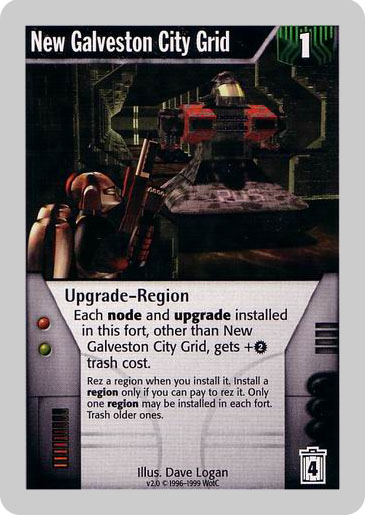 New Galveston City Grid
1
Upgrade-Region
Each node and upgrade installed
in this fort, other than New
Galveston City Grid, gets +2
trash cost.
Rez a region when you install it. Install a
region only if you can pay to rez it. Only
one region may be installed in each fort.
Trash older ones.
4
Illus. Dave Logan
v2.0 © 1996-1999 WotC